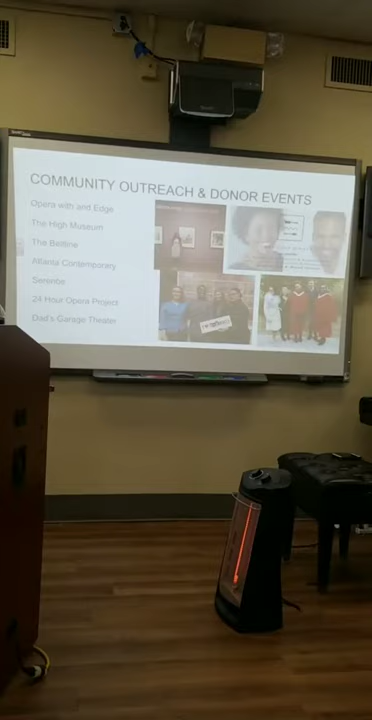 COMMUNITY OUTREACH & DONOR EVENTS
Opera with and Edge
The High Museum
The Beltline
Atlanta Contemporary
Serenbe
24 Hour Opera Project
Dad's Garage Theater